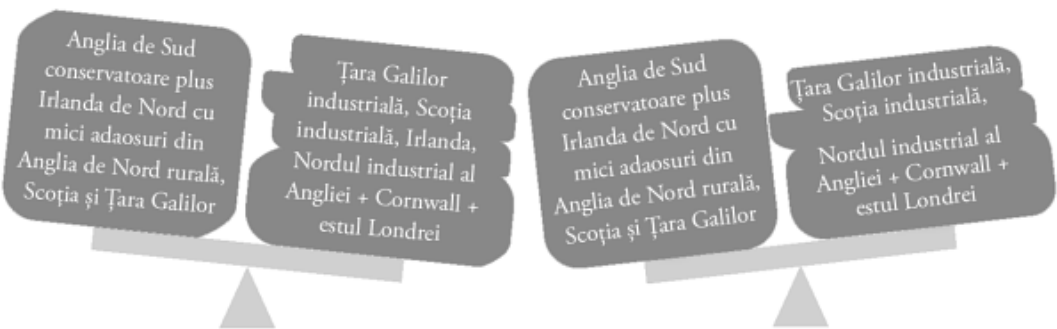 Anglia de Sud
conservatoare plus
Irlanda de Nord cu
mici adaosuri din
Anglia de Nord rurală,
Scoția și Țara Galilor
Țara Galilor
industrială, Scoția
industrială, Irlanda,
Nordul industrial al
Angliei + Cornwall +
estul Londrei
Anglia de Sud
conservatoare plus
Irlanda de Nord cu
mici adaosuri din
Anglia de Nord rurală,
Scoția și Țara Galilor
Țara Galilor industrială,
Scoția industrială,
Nordul industrial al
Angliei + Cornwall +
estul Londrei